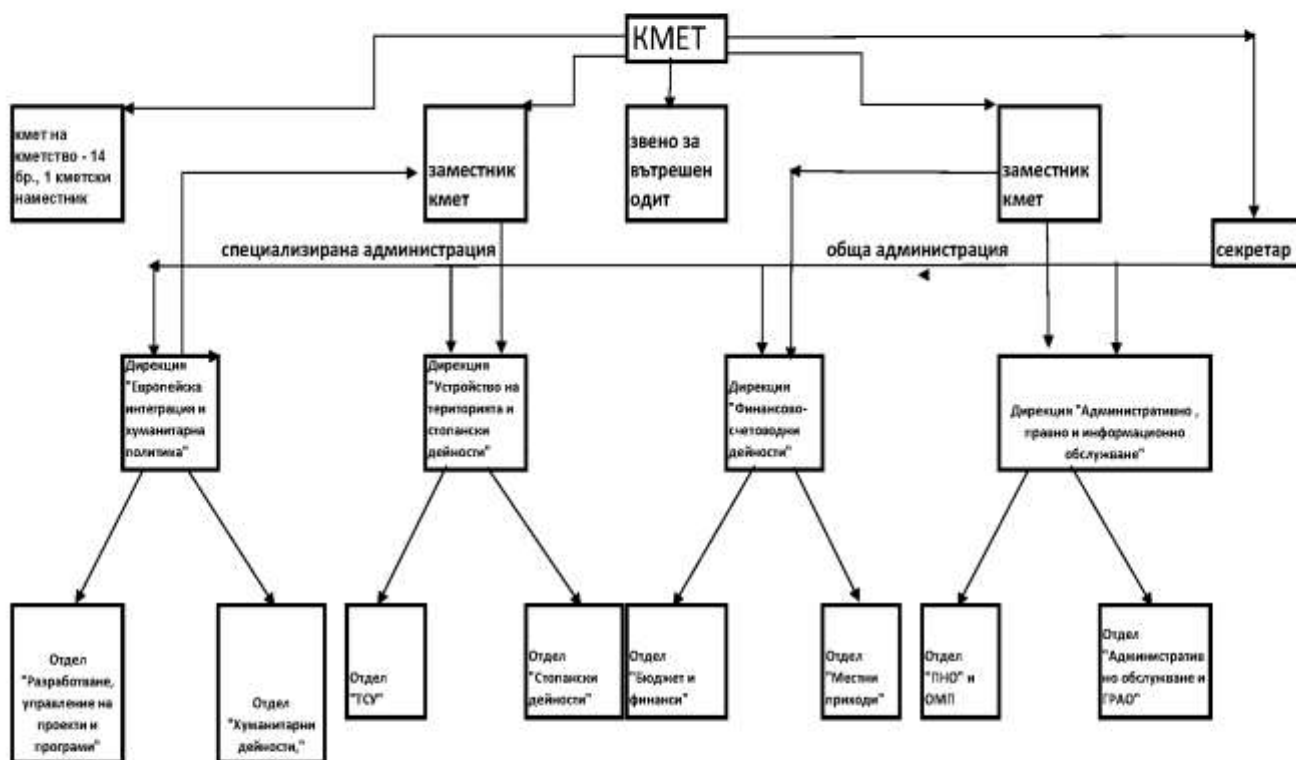 КМЕТ
кмет на
кметство - 14
бр., 1 кметски
наместник
заместник
кмет
звено за
вътрешен
одит
заместник
кмет
секретар
специализирана администрация
обща администрация
Дирекция
"Европейска
интеграция и
хуманитарна
политика"
Дирекция
"Устройство на
територията и
стопански
дейности"
Дирекция
"Финансово-
счетоводни
дейности"
Дирекция "Административно ,
правно и информационно
обслужване"
Отдел
"Разработване,
управление на
проекти и
програми"
Отдел
"Хуманитарни
дейности,"
Отдел
"ТСУ"
Отдел
"Стопански
дейности"
Отдел
"Бюджет и
финанси"
Отдел
"Местни
приходи"
Отдел
"ПНО" и
ОМП
Отдел
"Административ
но обслужване и
ГРАО"